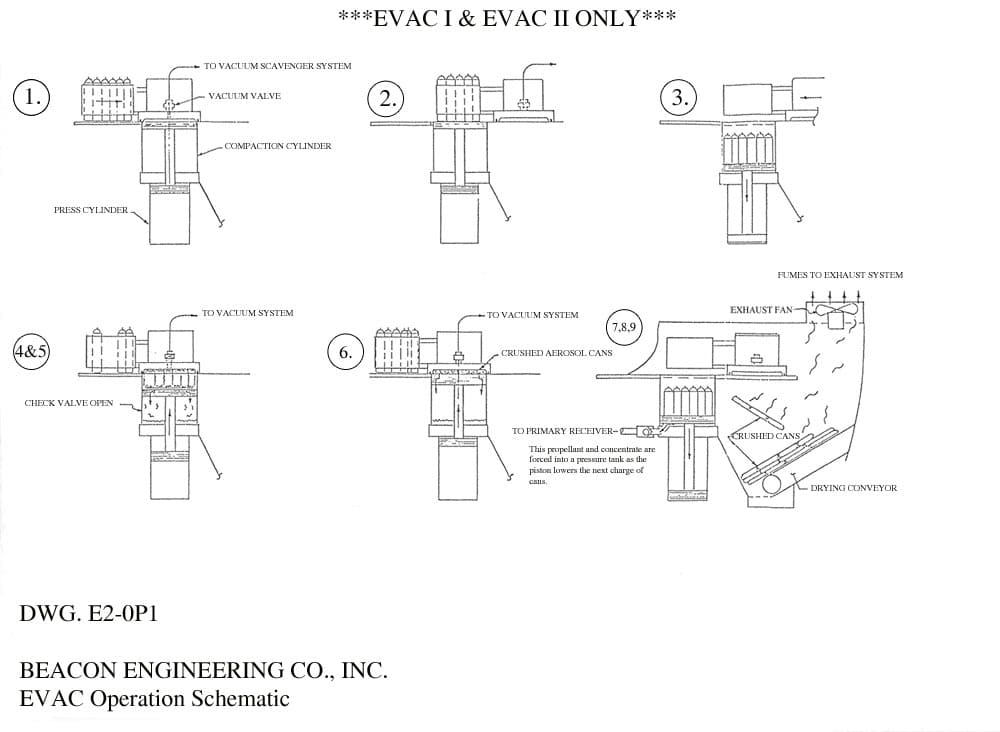 ***EVAC I & EVAC II ONLY***
1.
TO VACUUM SCAVENGER SYSTEM
VACUUM VALVE
COMPACTION CYLINDER
PRESS CYLINDER
2.
3.
4&5
TO VACUUM SYSTEM
CHECK VALVE OPEN
6.
TO VACUUM SYSTEM
CRUSHED AEROSOL CANS
7,8,9
FUMES TO EXHAUST SYSTEM
EXHAUST FAN
TO PRIMARY RECEIVER
This propellant and concentrate are
forced into a pressure tank as the
piston lowers the next charge of
cans.
CRUSHED CANS
DRYING CONVEYOR
DWG. E2-0P1
BEACON ENGINEERING CO., INC.
EVAC Operation Schematic